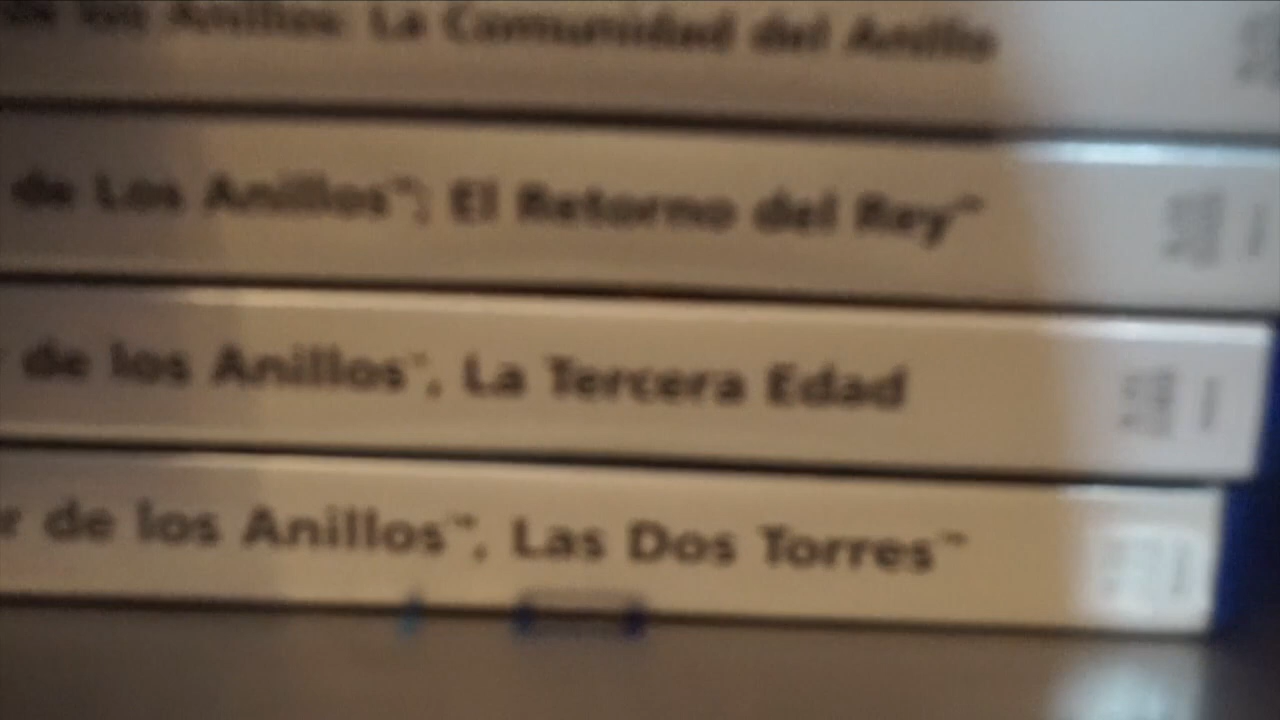 de los Anillos: La Comunidad del Anillo
de Los Anillos™; El Retorno del Rey™
de los Anillos™, La Tercera Edad
r de los Anillos™, Las Dos Torres™